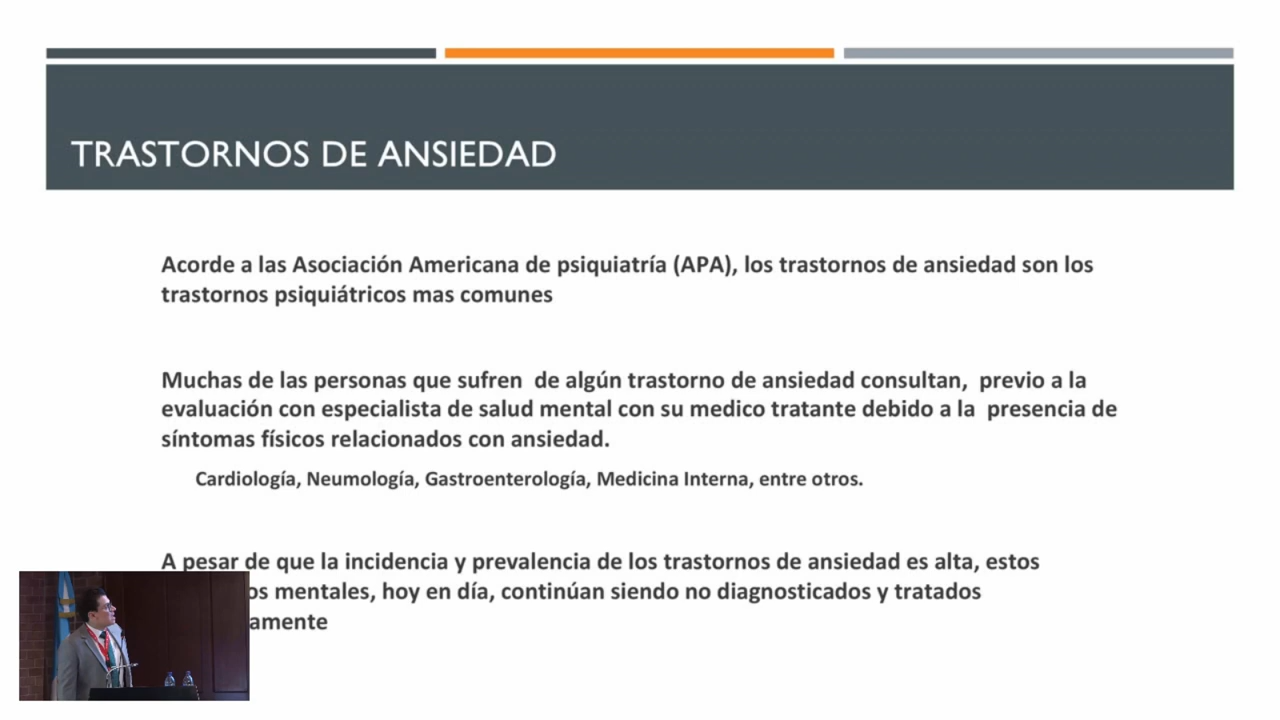 TRASTORNOS DE ANSIEDAD
Acorde a las Asociación Americana de psiquiatría (APA), los trastornos de ansiedad son los
trastornos psiquiátricos mas comunes
Muchas de las personas que sufren de algún trastorno de ansiedad consultan, previo a la
evaluación con especialista de salud mental con su medico tratante debido a la presencia de
síntomas físicos relacionados con ansiedad.
Cardiología, Neumología, Gastroenterología, Medicina Interna, entre otros.
A pesar de que la incidencia y prevalencia de los trastornos de ansiedad es alta, estos
mentales, hoy en día, continúan siendo no diagnosticados y tratados